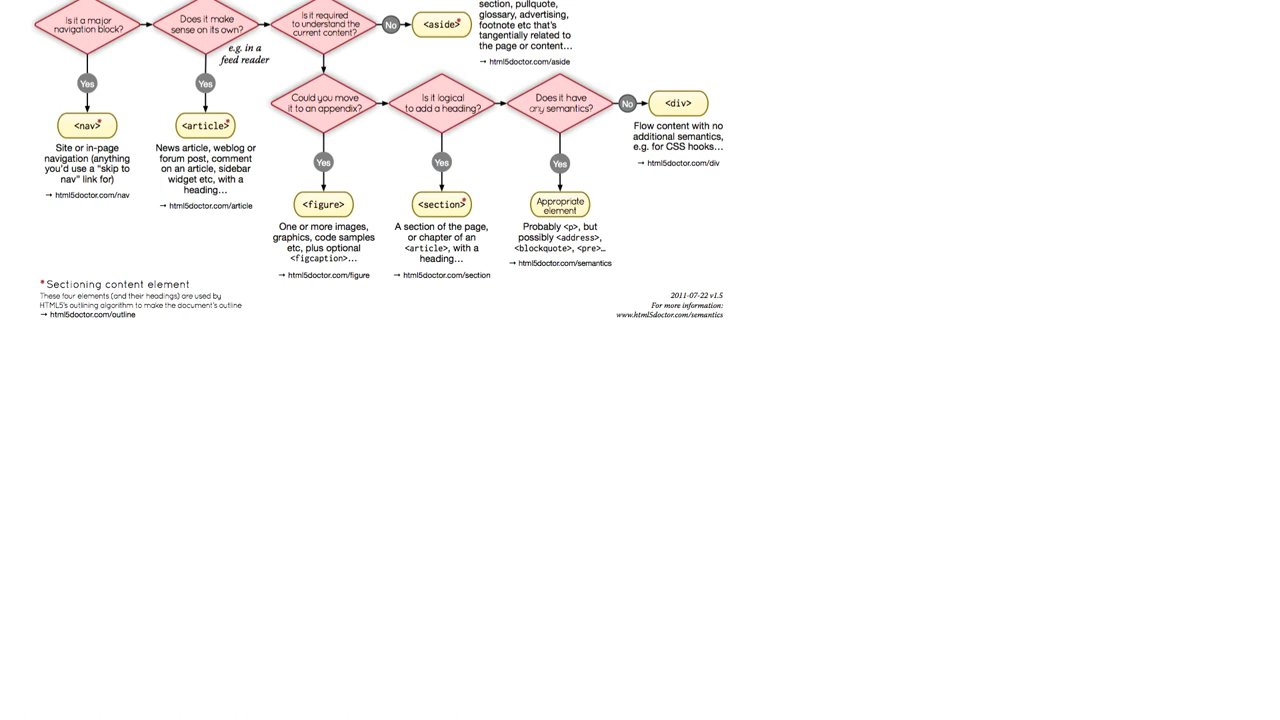 Is it a major
navigation block?
Does it make
sense on its own?
e.g. in a
feed reader
Is it required
to understand the
current content?
No
<aside>*
section, pullquote,
glossary, advertising,
footnote etc that's
tangentially related to
the page or content…
→ html5doctor.com/aside
Yes
<nav>*
Site or in-page
navigation (anything
you'd use a “skip to
nav” link for)
→ html5doctor.com/nav
Yes
<article>*
News article, weblog or
forum post, comment
on an article, sidebar
widget etc, with a
heading…
→ html5doctor.com/article
Could you move
it to an appendix?
Yes
<figure>
One or more images,
graphics, code samples
etc, plus optional
<figcaption>…
→ html5doctor.com/figure
Is it logical
to add a heading?
Yes
<section>*
A section of the page,
or chapter of an
<article>, with a
heading…
→ html5doctor.com/section
Does it have
any semantics?
Yes
Appropriate
element
Probably <p>, but
possibly <address>,
<blockquote>, <pre>…
→ html5doctor.com/semantics
No
<div>
Flow content with no
additional semantics,
e.g. for CSS hooks…
→ html5doctor.com/div
*Sectioning content element
These four elements (and their headings) are used by
HTML5's outlining algorithm to make the document's outline
→ html5doctor.com/outline
2011-07-22 v1.5
For more information:
www.html5doctor.com/semantics